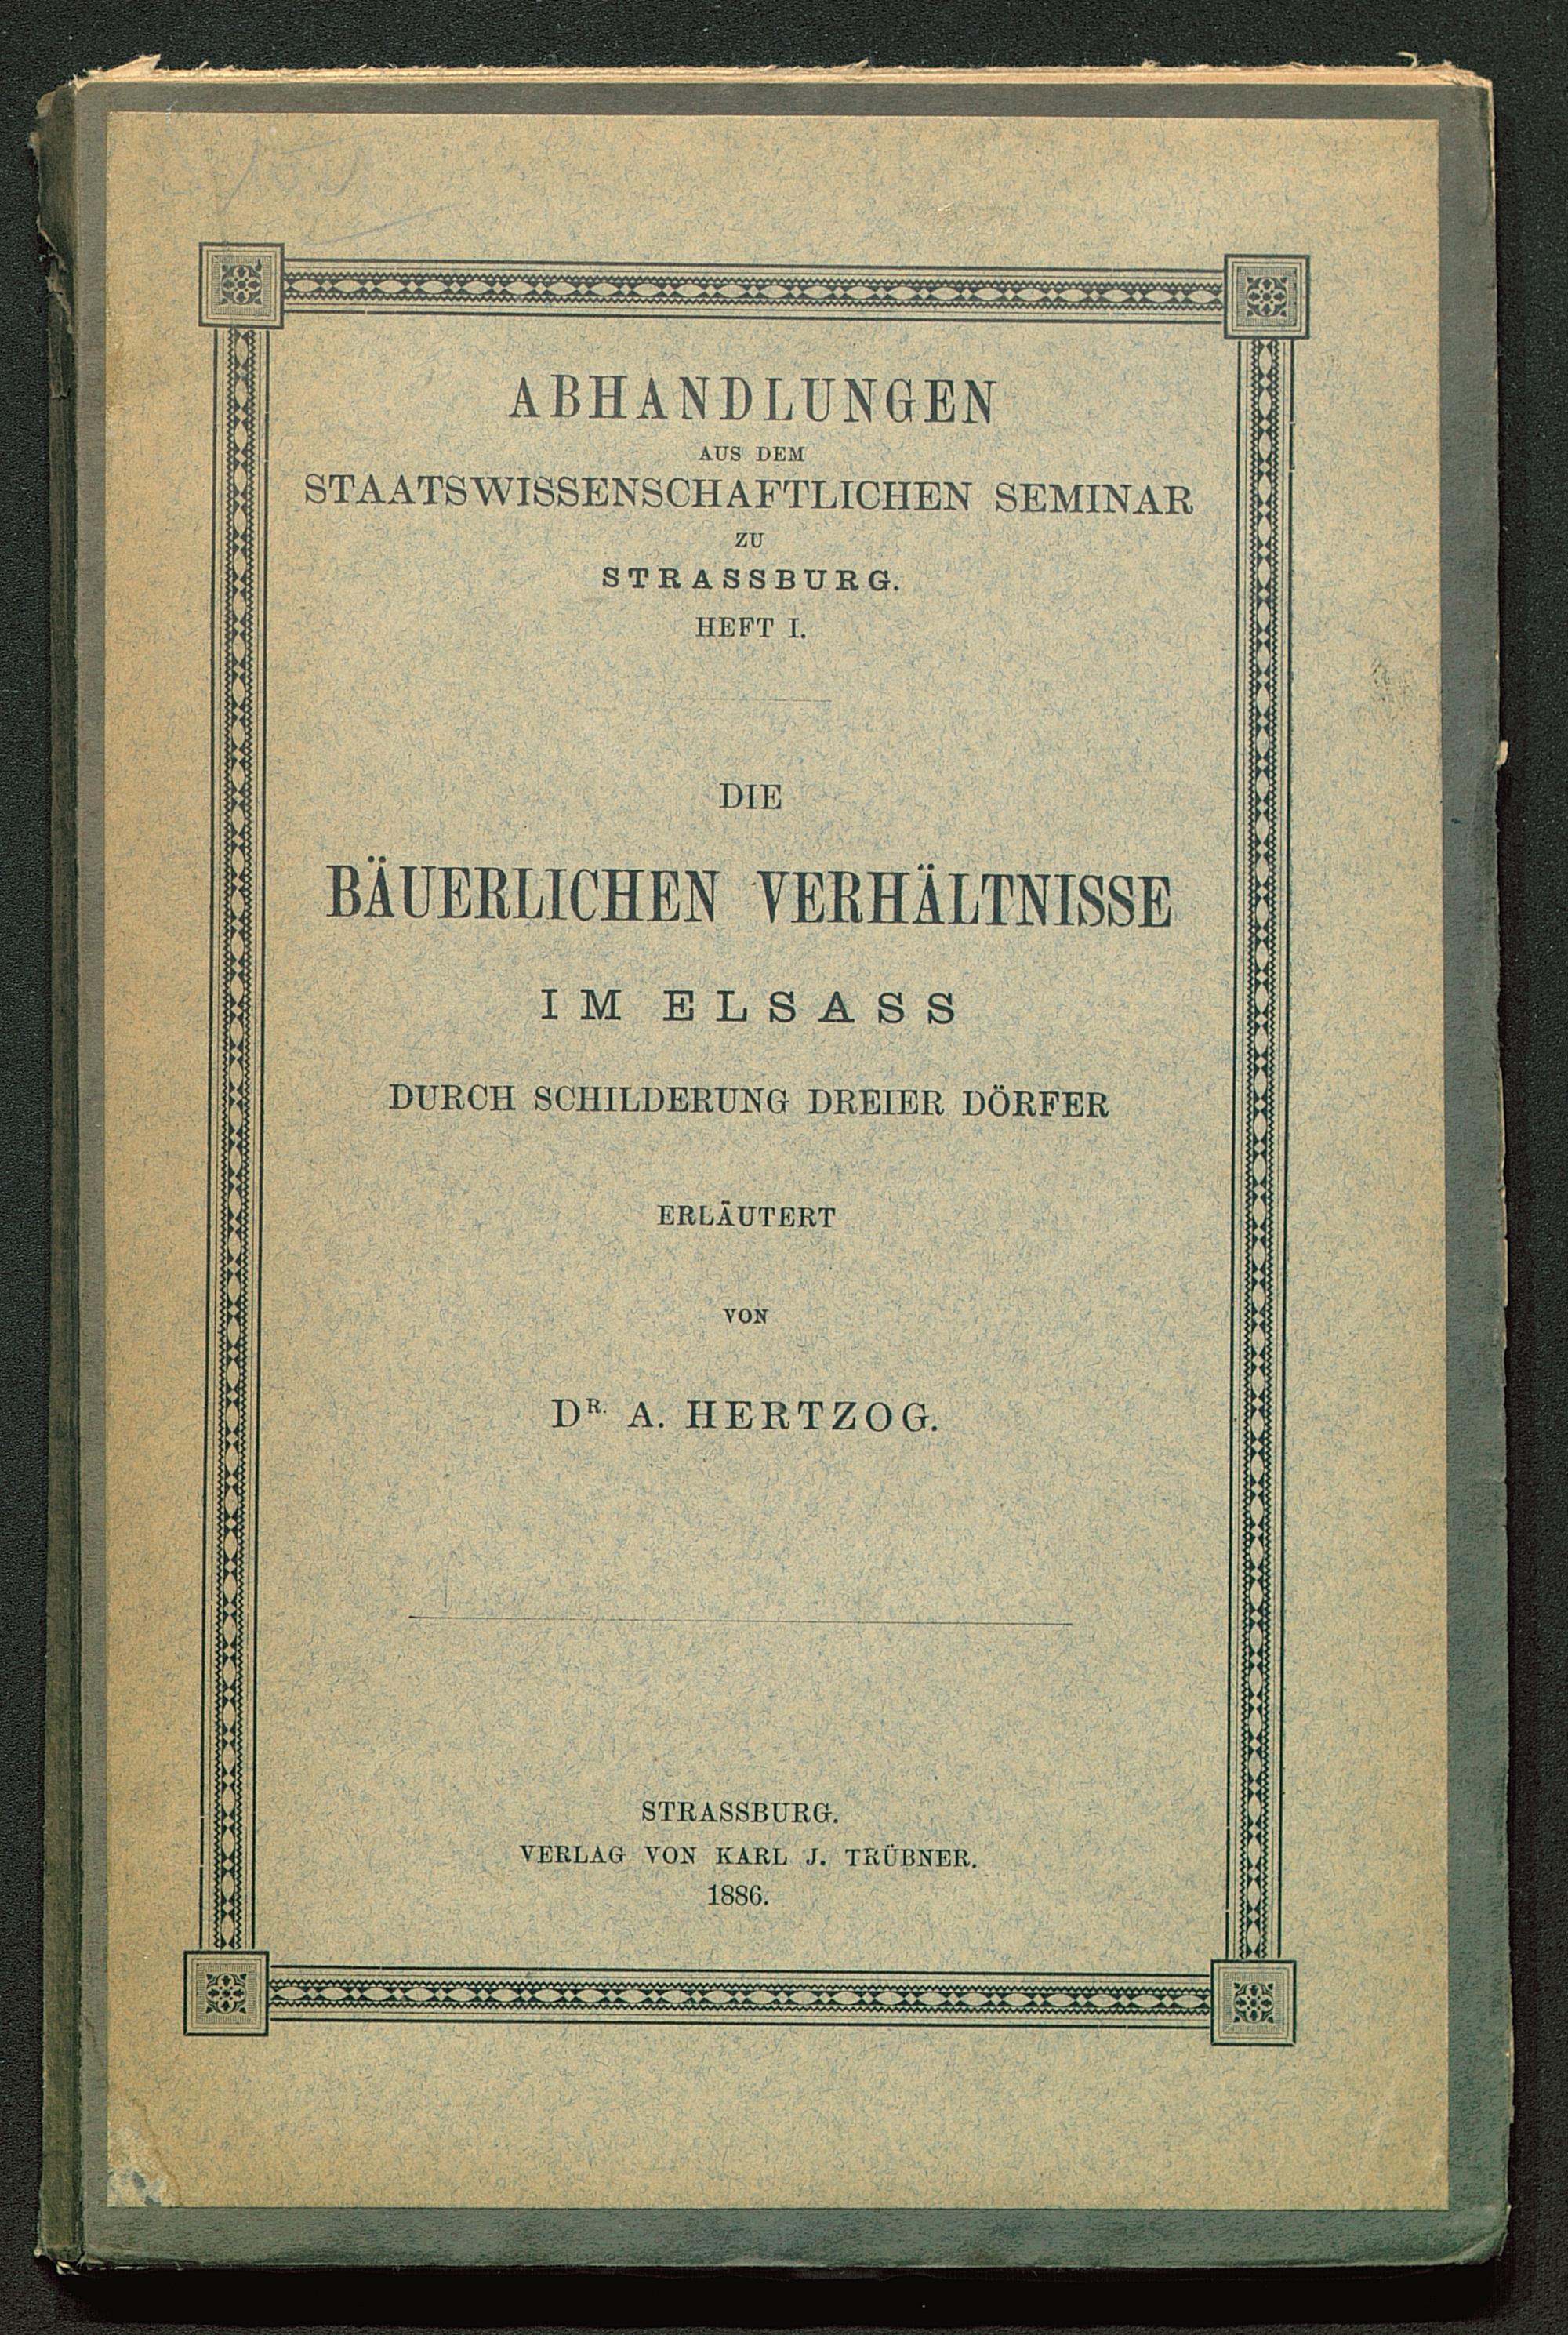 ABHANDLUNGEN
AUS DEM
STAATSWISSENSCHAFTLICHEN SEMINAR
ZU
STRASSBURG.
HEFT I.
DIE
BÄUERLICHEN VERHÄLTNISSE
IM ELSASS
DURCH SCHILDERUNG DREIER DÖRFER
ERLÄUTERT
VON
DR. A. HERTZOG.
STRASSBURG.
VERLAG VON KARL J. TRÜBNER.
1886.